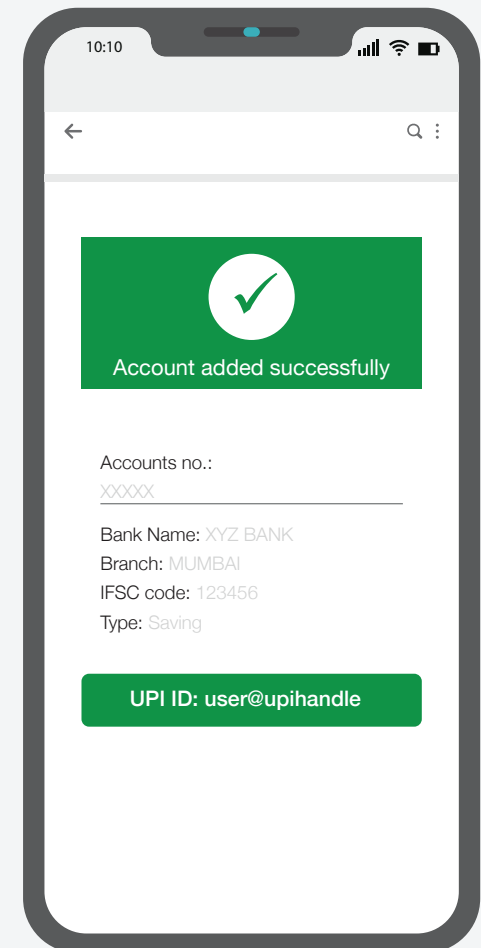 10:10
Account added successfully
Accounts no.:
XXXXX
Bank Name: XYZ BANK
Branch: MUMBAI
IFSC code: 123456
Type: Saving
UPI ID: user@upihandle